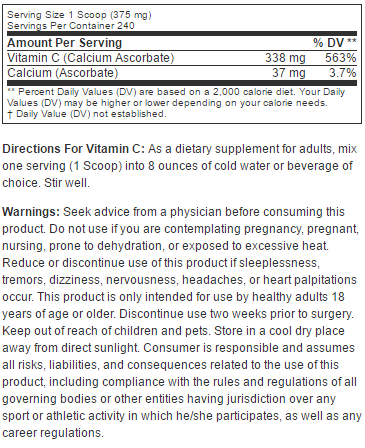 Serving Size 1 Scoop (375 mg)
Servings Per Container 240
Amount Per Serving % DV **
Vitamin C (Calcium Ascorbate) 338 mg 563%
Calcium (Ascorbate) 37 mg 3.7%
** Percent Daily Values (DV) are based on a 2,000 calorie diet. Your Daily
Values (DV) may be higher or lower depending on your calorie needs.
† Daily Value (DV) not established.
Directions For Vitamin C: As a dietary supplement for adults, mix
one serving (1 Scoop) into 8 ounces of cold water or beverage of
choice. Stir well.
Warnings: Seek advice from a physician before consuming this
product. Do not use if you are contemplating pregnancy, pregnant,
nursing, prone to dehydration, or exposed to excessive heat.
Reduce or discontinue use of this product if sleeplessness,
tremors, dizziness, nervousness, headaches, or heart palpitations
occur. This product is only intended for use by healthy adults 18
years of age or older. Discontinue use two weeks prior to surgery.
Keep out of reach of children and pets. Store in a cool dry place
away from direct sunlight. Consumer is responsible and assumes
all risks, liabilities, and consequences related to the use of this
product, including compliance with the rules and regulations of all
governing bodies or other entities having jurisdiction over any
sport or athletic activity in which he/she participates, as well as any
career regulations.